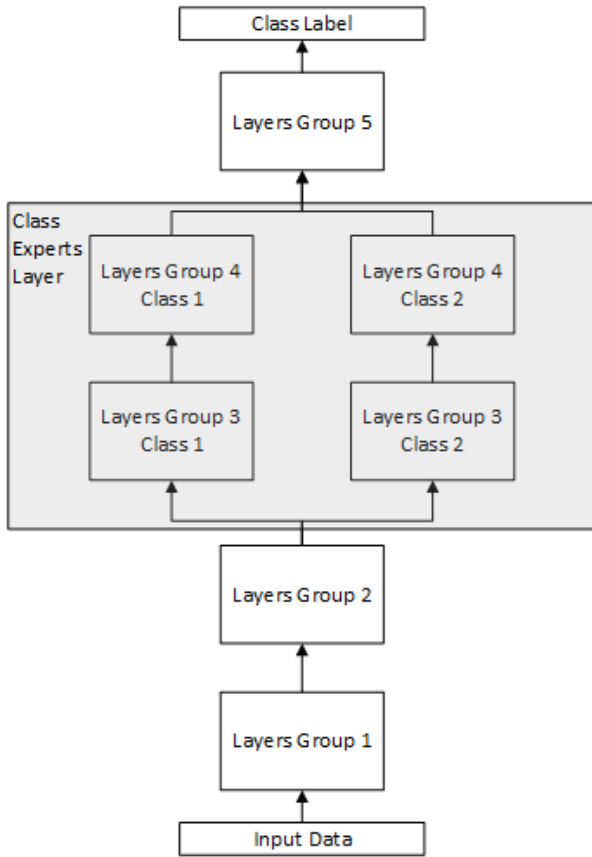 Class Label
Layers Group 5
Class
Experts
Layer
Layers Group 4
Class 1
Layers Group 4
Class 2
Layers Group 3
Class 1
Layers Group 3
Class 2
Layers Group 2
Layers Group 1
Input Data